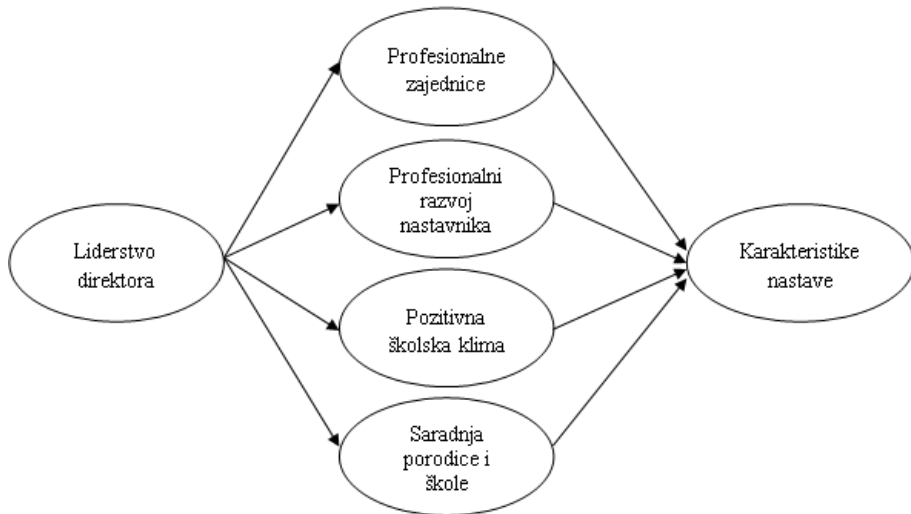 Profesionalne
zajednice
Profesionalni
razvoj
nastavnika
Liderstvo
direktora
Karakteristike
nastave
Pozitivna
školska klima
Saradnja
porodice i
škole